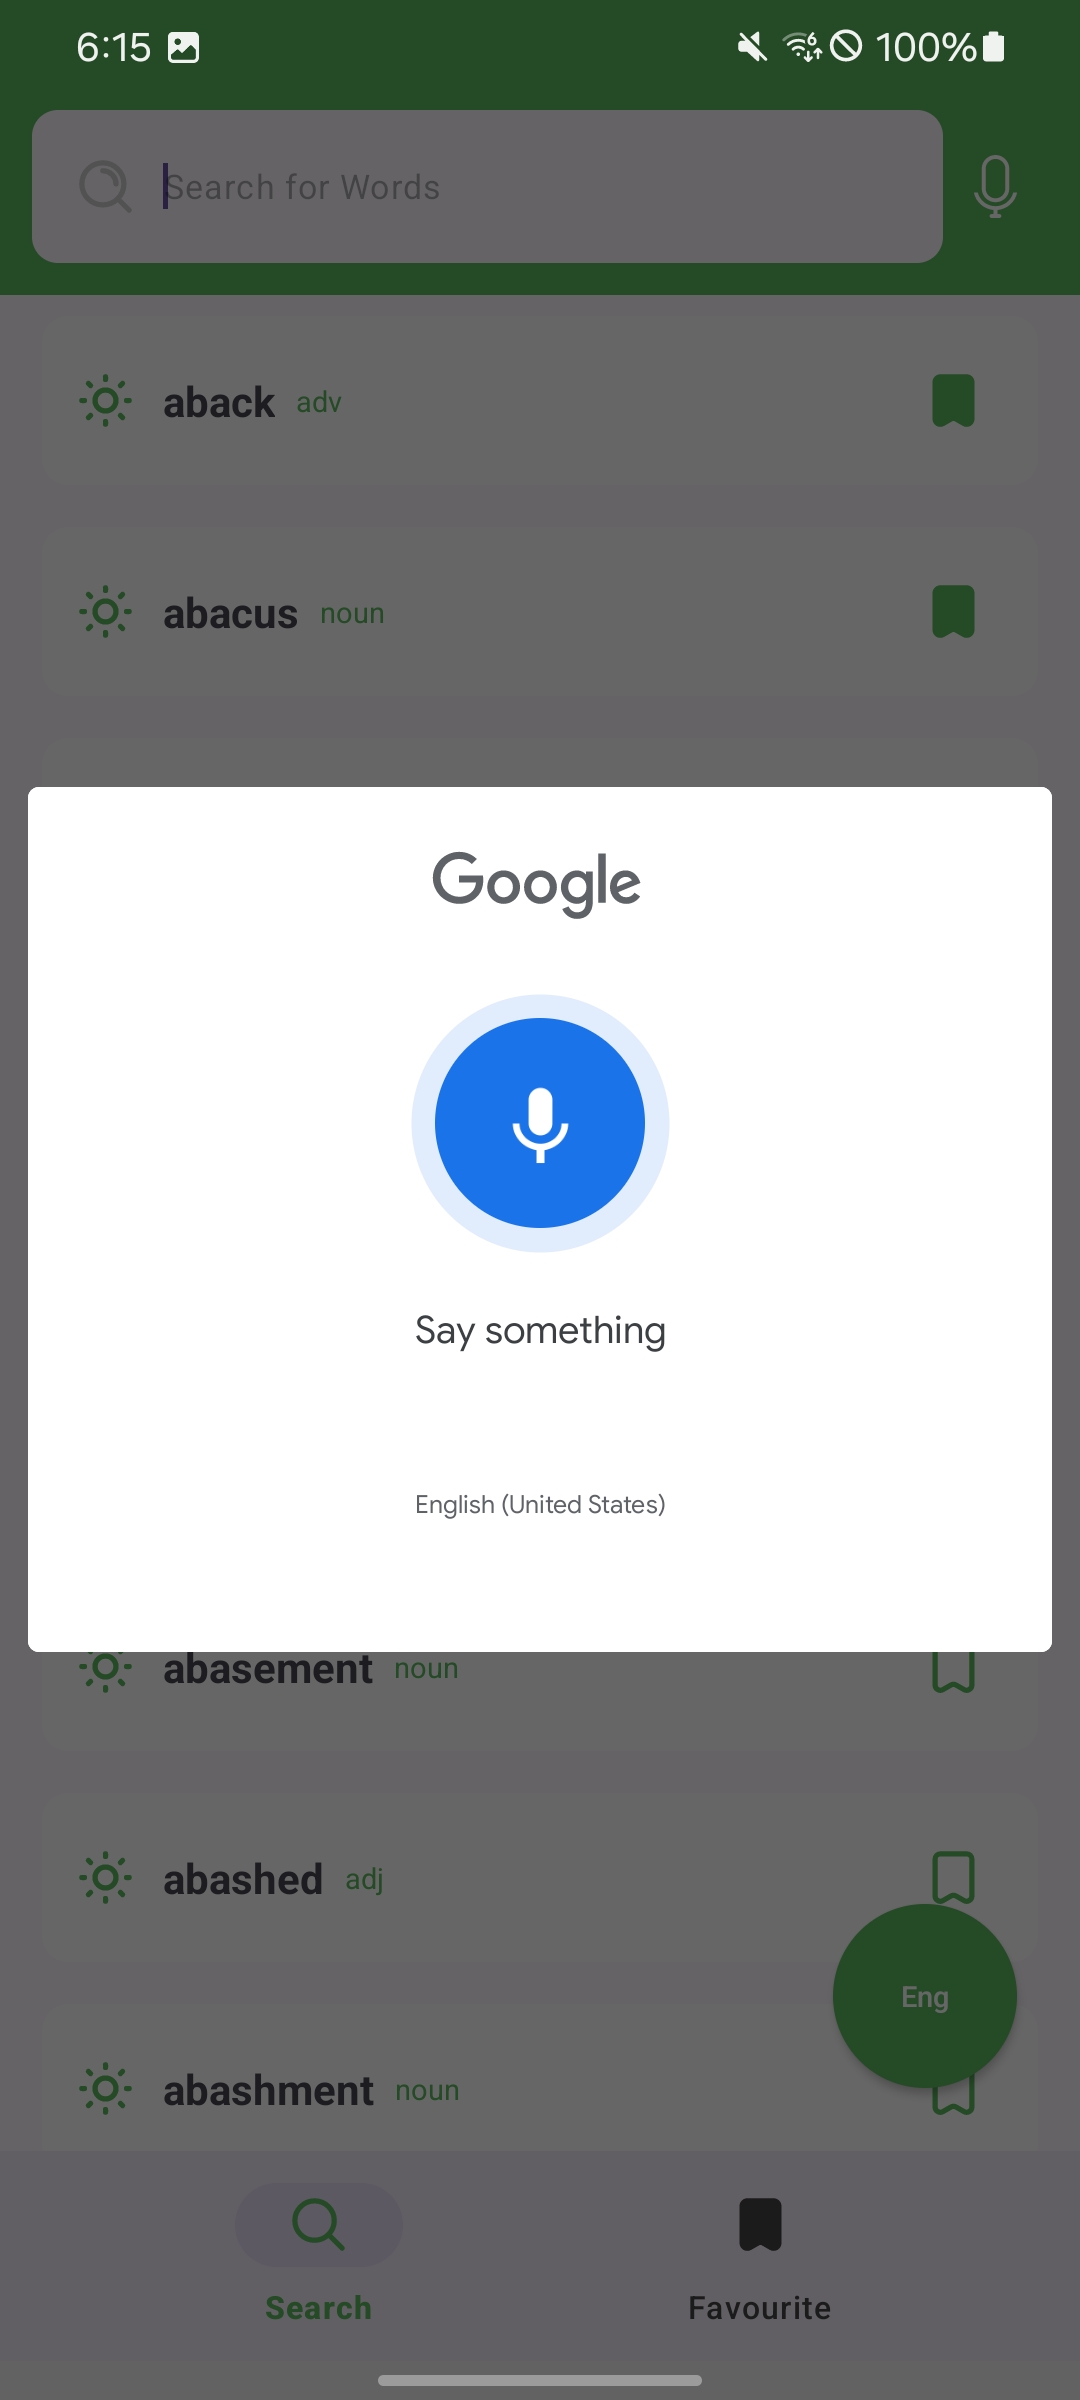 6:15
6
100%
Search for Words
aback adv
abacus noun
Google
Say something
English (United States)
abasement noun
abashed adj
Eng
abashment noun
Search
Favourite